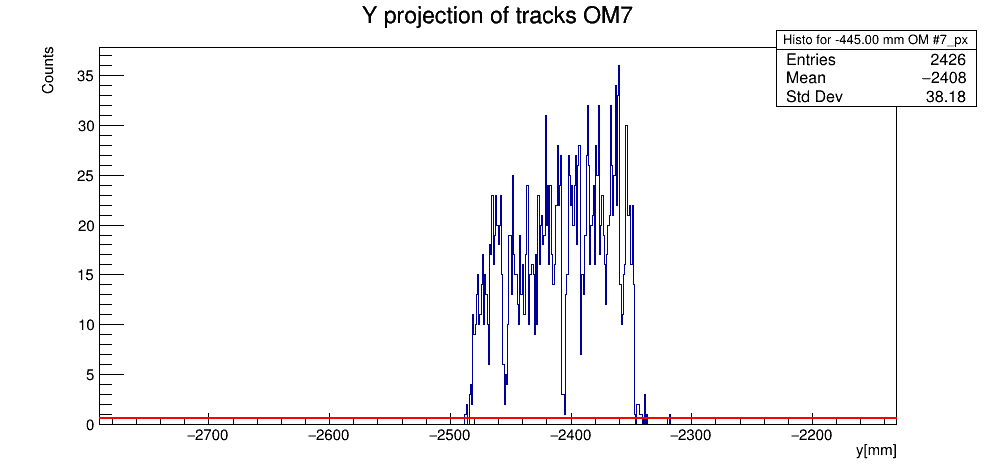 Y projection of tracks OM7
Histo for -445.00 mm OM #7_px
Entries 2426
Mean −2408
Std Dev 38.18
Counts
35
30
25
20
15
10
5
0
−2700 −2600 −2500 −2400 −2300 −2200
y[mm]